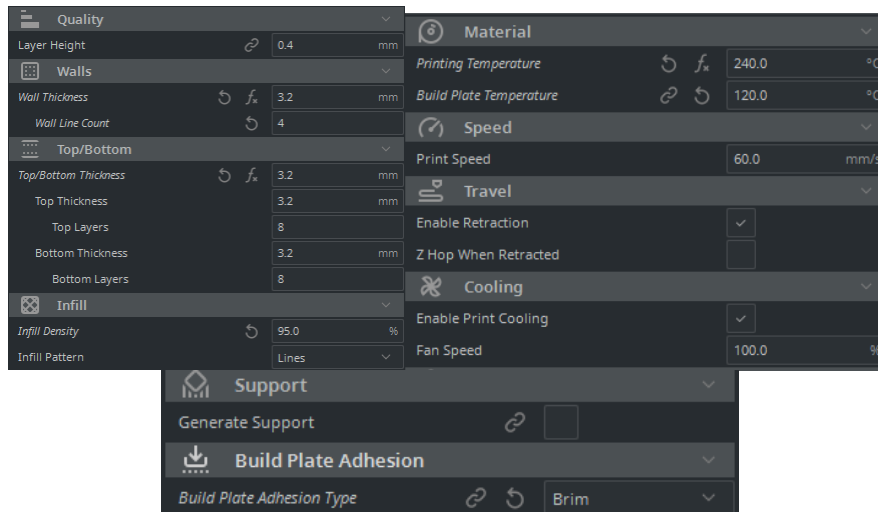 Quality
Layer Height 0.4 mm
Walls
Wall Thickness fx 3.2 mm
Wall Line Count 4
Top/Bottom
Top/Bottom Thickness fx 3.2 mm
Top Thickness 3.2 mm
Top Layers 8
Bottom Thickness 3.2 mm
Bottom Layers 8
Infill
Infill Density 95.0 %
Infill Pattern Lines
Material
Printing Temperature fx 240.0 °C
Build Plate Temperature 120.0 °C
Speed
Print Speed 60.0 mm/s
Travel
Enable Retraction
Z Hop When Retracted
Cooling
Enable Print Cooling
Fan Speed 100.0 %
Support
Generate Support
Build Plate Adhesion
Build Plate Adhesion Type Brim